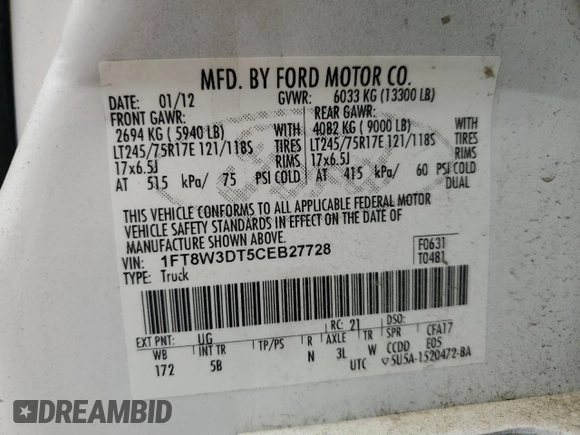 MFD. BY FORD MOTOR CO.
DATE: 01/12 GVWR: 6033 KG (13300 LB)
FRONT GAWR: REAR GAWR:
2694 KG ( 5940 LB) WITH 4082 KG ( 9000 LB) WITH
LT245/75R17E 121/118S TIRES LT245/75R17E 121/118S TIRES
17x6.5J RIMS 17x6.5J RIMS
AT 515 kPa/ 75 PSI COLD AT 415 kPa/ 60 PSI COLD
DUAL
THIS VEHICLE CONFORMS TO ALL APPLICABLE FEDERAL MOTOR
VEHICLE SAFETY STANDARDS IN EFFECT ON THE DATE OF
MANUFACTURE SHOWN ABOVE.
VIN: 1FT8W3DT5CEB27728 F0631
TYPE: Truck T0481
EXT PNT: UG RC: 21 DSO:
WB INT TR TP/PS R AXLE TR SPR CFA17
172 5B N 3L W CCDD E05
UTC ▽5U5A-1520472-BA
DREAMBID